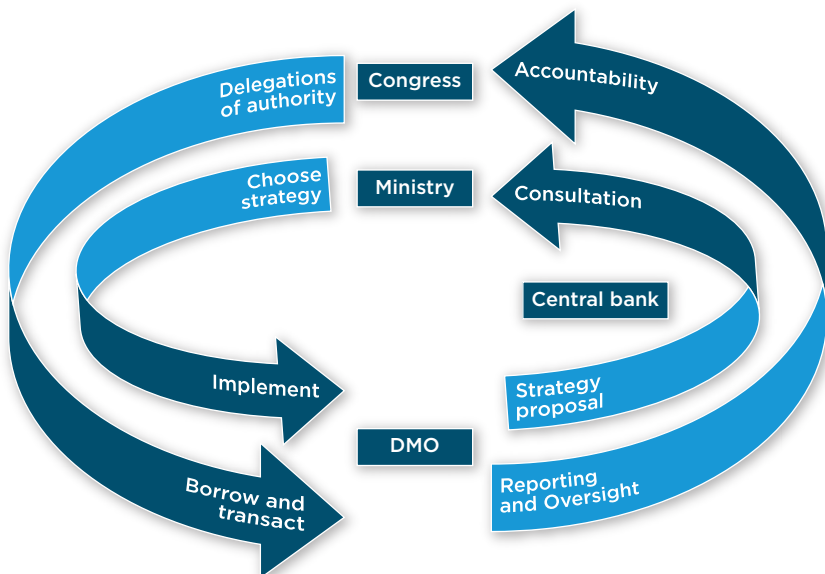 Delegations
of authority
Congress
Accountability
Choose
strategy
Ministry
Consultation
Central bank
Implement
Strategy
proposal
DMO
Borrow and
transact
Reporting
and Oversight